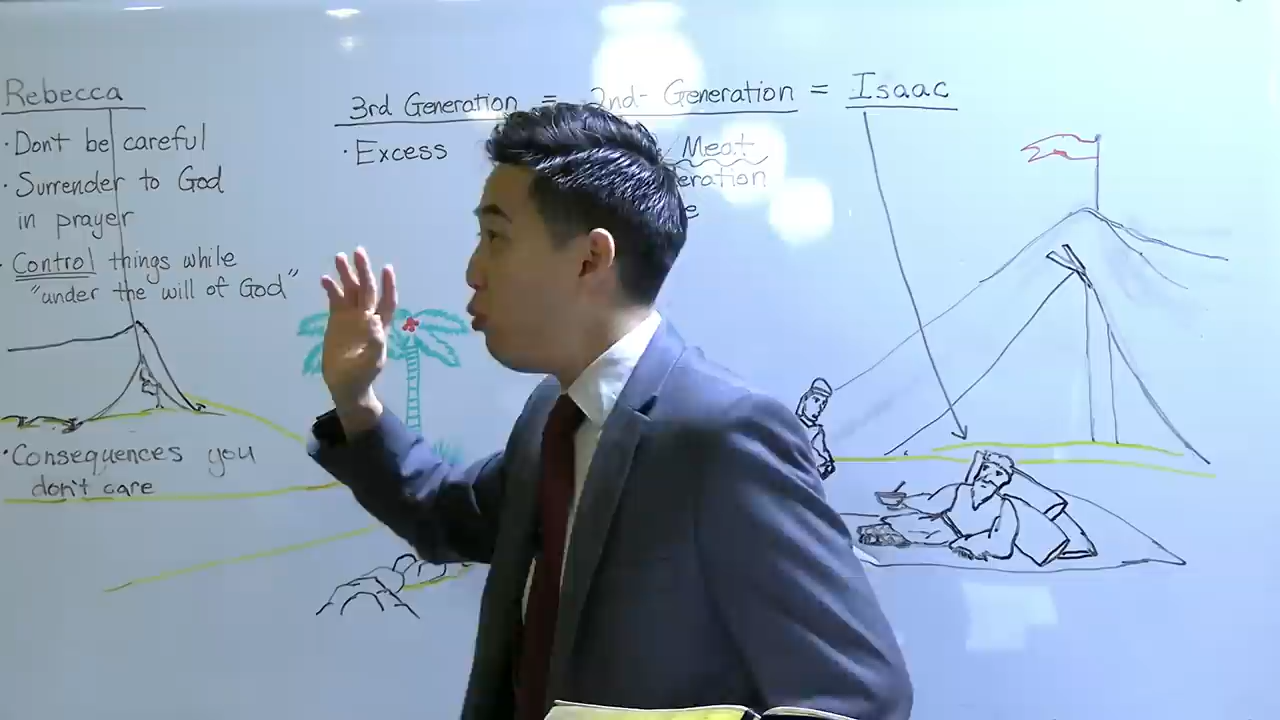 Rebecca
· Don't be careful
· Surrender to God
in prayer
· Control things while
"under the will of God"
· Consequences you
don't care
3rd Generation = 2nd- Generation = Isaac
· Excess
/Meat
eration
e